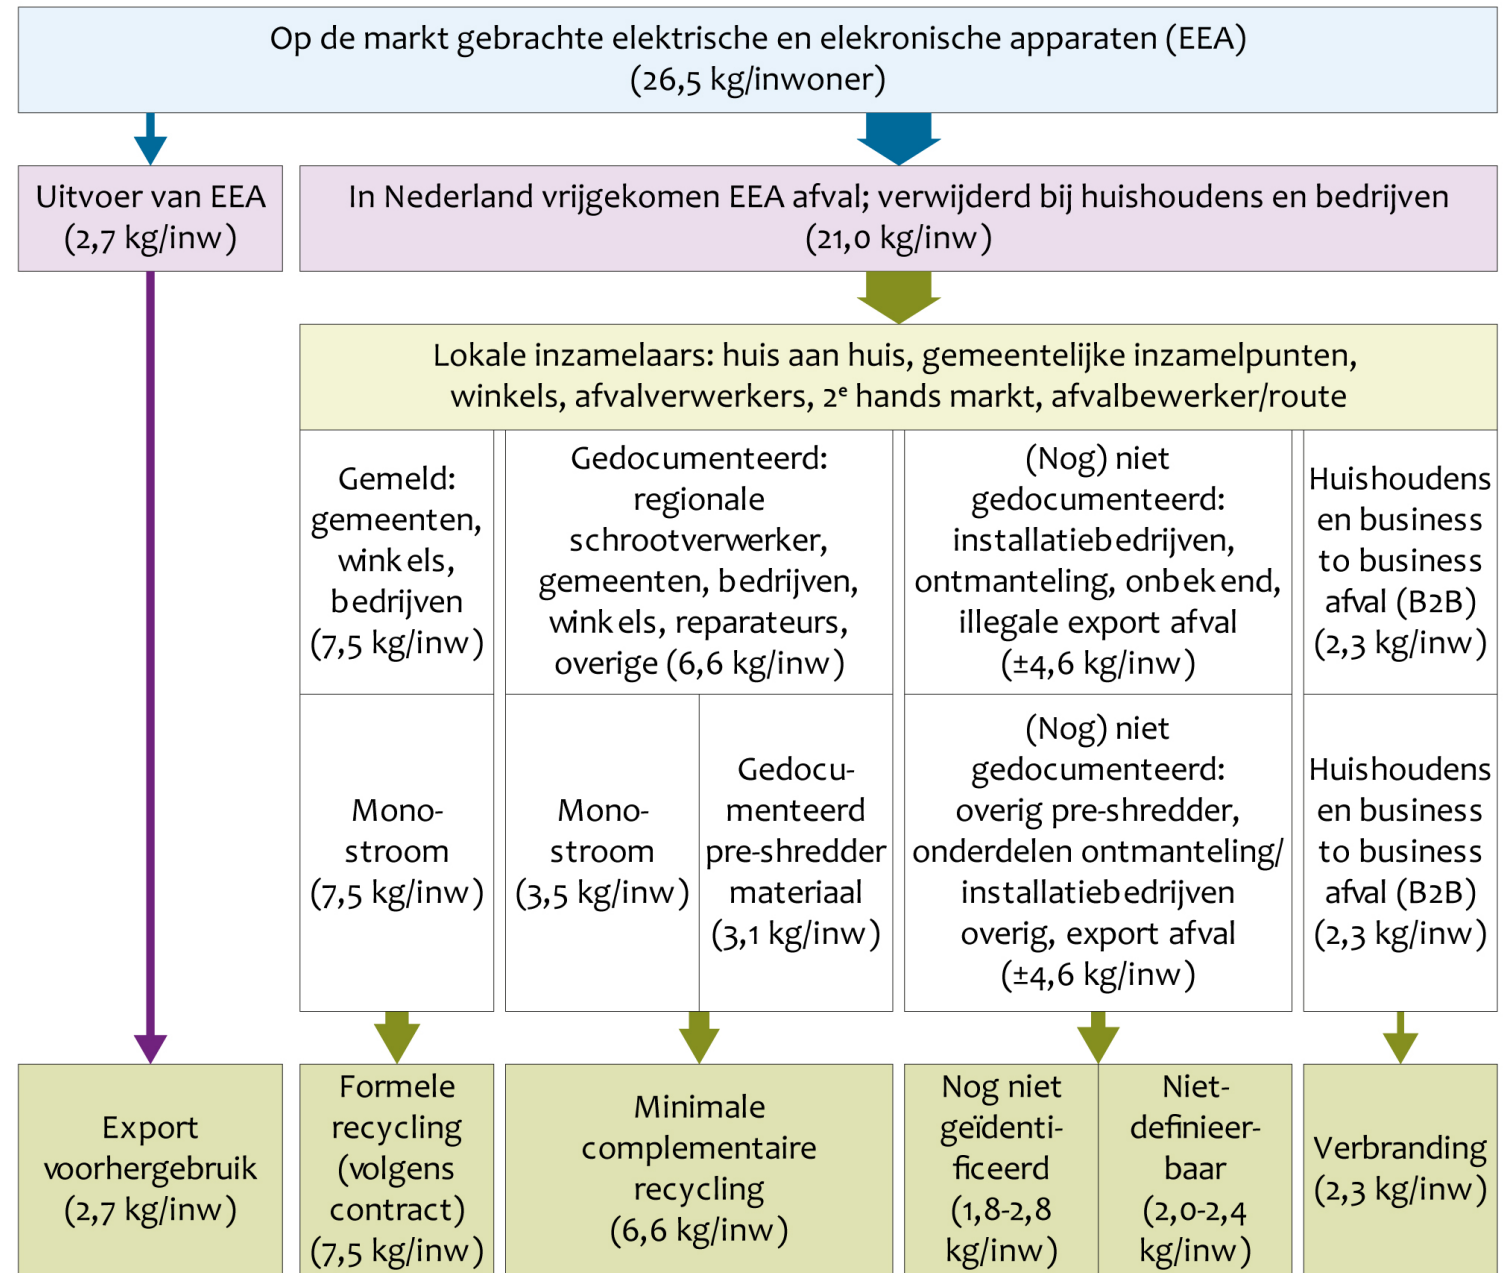 Op de markt gebrachte elektrische en elekronische apparaten (EEA)
(26,5 kg/inwoner)
Uitvoer van EEA
(2,7 kg/inw)
In Nederland vrijgekomen EEA afval; verwijderd bij huishoudens en bedrijven
(21,0 kg/inw)
Lokale inzamelaars: huis aan huis, gemeentelijke inzamelpunten,
winkels, afvalverwerkers, 2e hands markt, afvalbewerker/route
Gemeld:
gemeenten,
winkels,
bedrijven
(7,5 kg/inw)
Gedocumenteerd:
regionale
schrootverwerker,
gemeenten, bedrijven,
winkels, reparateurs,
overige (6,6 kg/inw)
(Nog) niet
gedocumenteerd:
installatiebedrijven,
ontmanteling, onbekend,
illegale export afval
(±4,6 kg/inw)
Huishoudens
en business
to business
afval (B2B)
(2,3 kg/inw)
Mono-
stroom
(7,5 kg/inw)
Mono-
stroom
(3,5 kg/inw)
Gedocu-
menteerd
pre-shredder
materiaal
(3,1 kg/inw)
(Nog) niet
gedocumenteerd:
overig pre-shredder,
onderdelen ontmanteling/
installatiebedrijven
overig, export afval
(±4,6 kg/inw)
Huishoudens
en business
to business
afval (B2B)
(2,3 kg/inw)
Export
voorhergebruik
(2,7 kg/inw)
Formele
recycling
(volgens
contract)
(7,5 kg/inw)
Minimale
complementaire
recycling
(6,6 kg/inw)
Nog niet
geïdenti-
ficeerd
(1,8-2,8
kg/inw)
Niet-
definieer-
baar
(2,0-2,4
kg/inw)
Verbranding
(2,3 kg/inw)